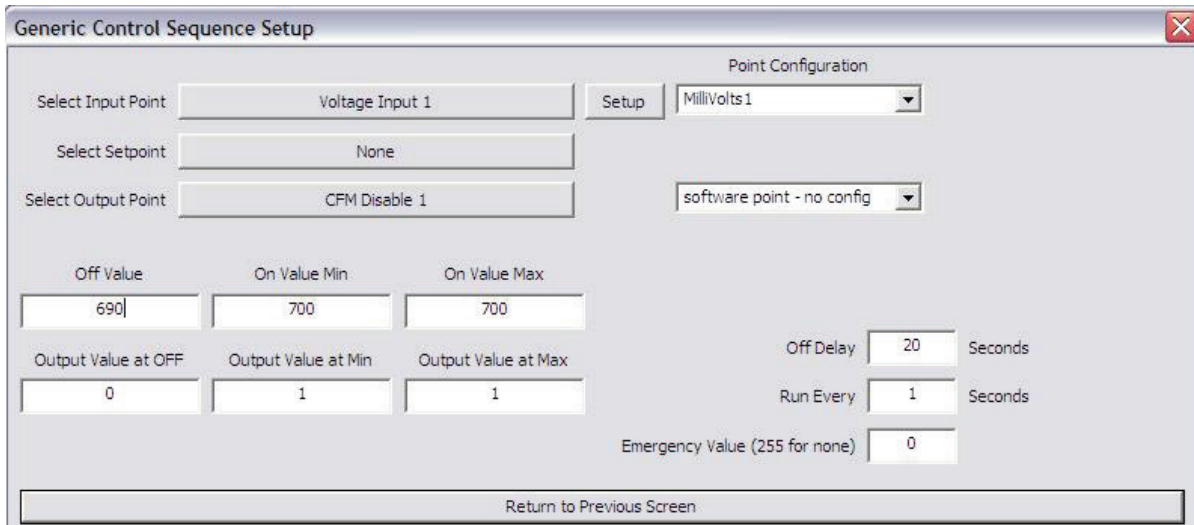 Generic Control Sequence Setup
Point Configuration
Select Input Point Voltage Input 1 Setup MilliVolts1
Select Setpoint None
Select Output Point CFM Disable 1 software point - no config
Off Value On Value Min On Value Max
690 700 700
Output Value at OFF Output Value at Min Output Value at Max
0 1 1
Off Delay 20 Seconds
Run Every 1 Seconds
Emergency Value (255 for none) 0
Return to Previous Screen